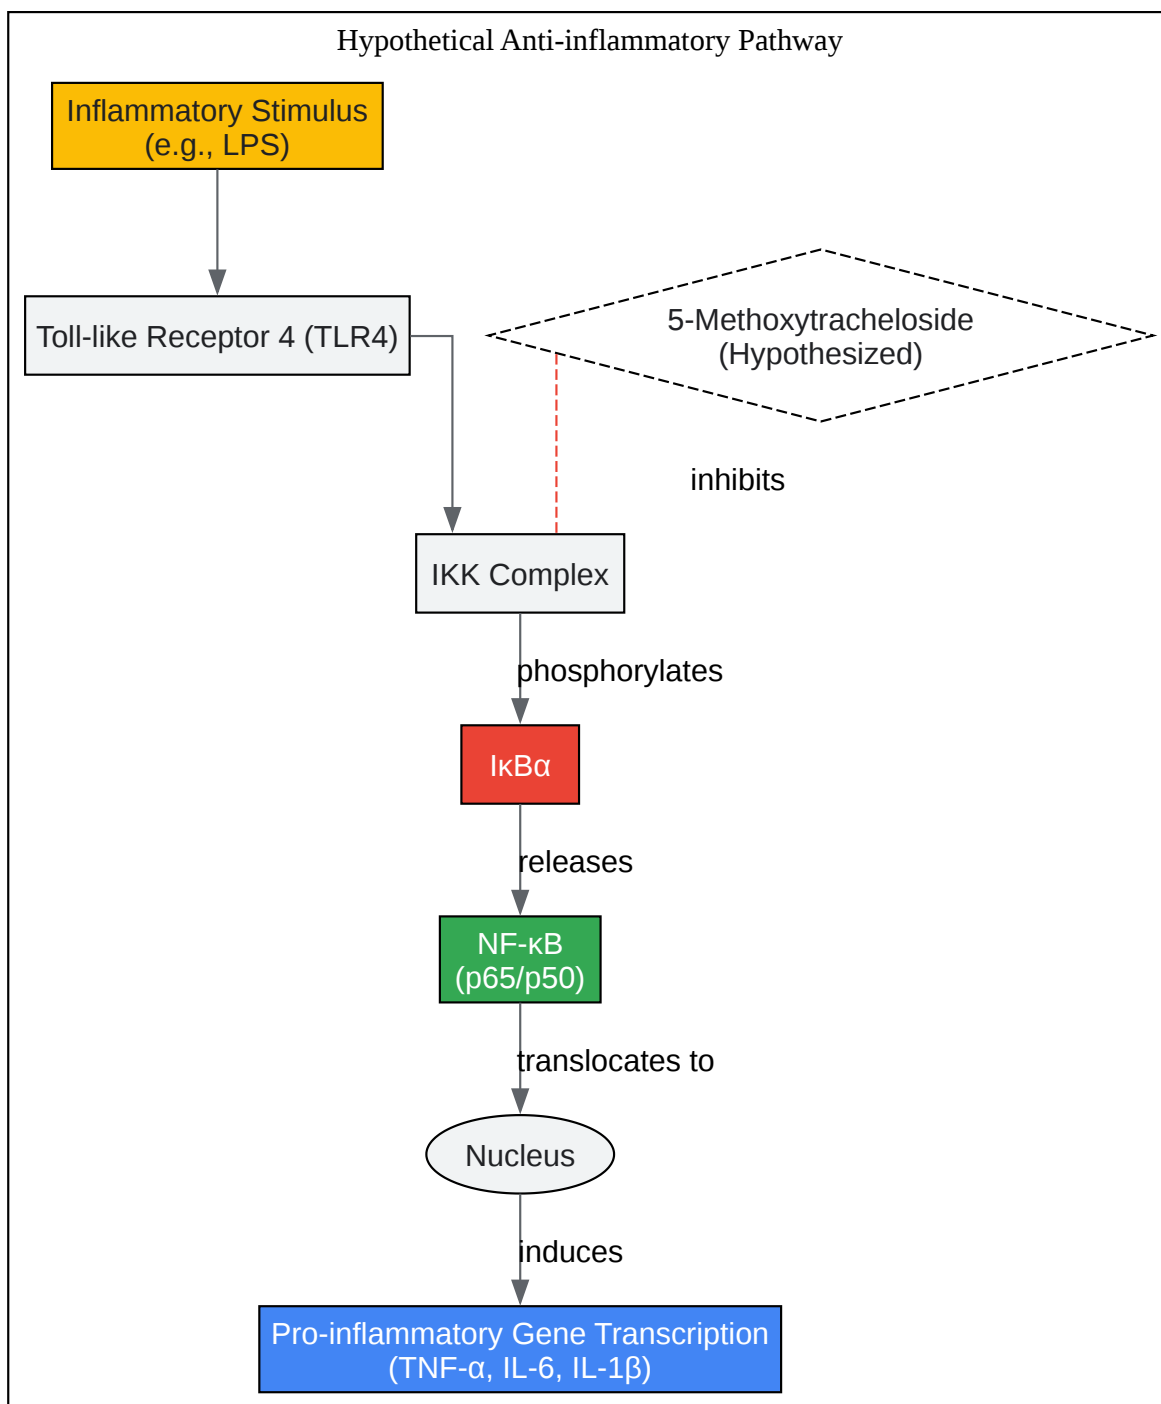 Hypothetical Anti-inflammatory Pathway
Inflammatory Stimulus
(e.g., LPS)
Toll-like Receptor 4 (TLR4)
5-Methoxytracheloside
(Hypothesized)
inhibits
IKK Complex
phosphorylates
IκBα
releases
NF-κB
(p65/p50)
translocates to
Nucleus
induces
Pro-inflammatory Gene Transcription
(TNF-α, IL-6, IL-1β)